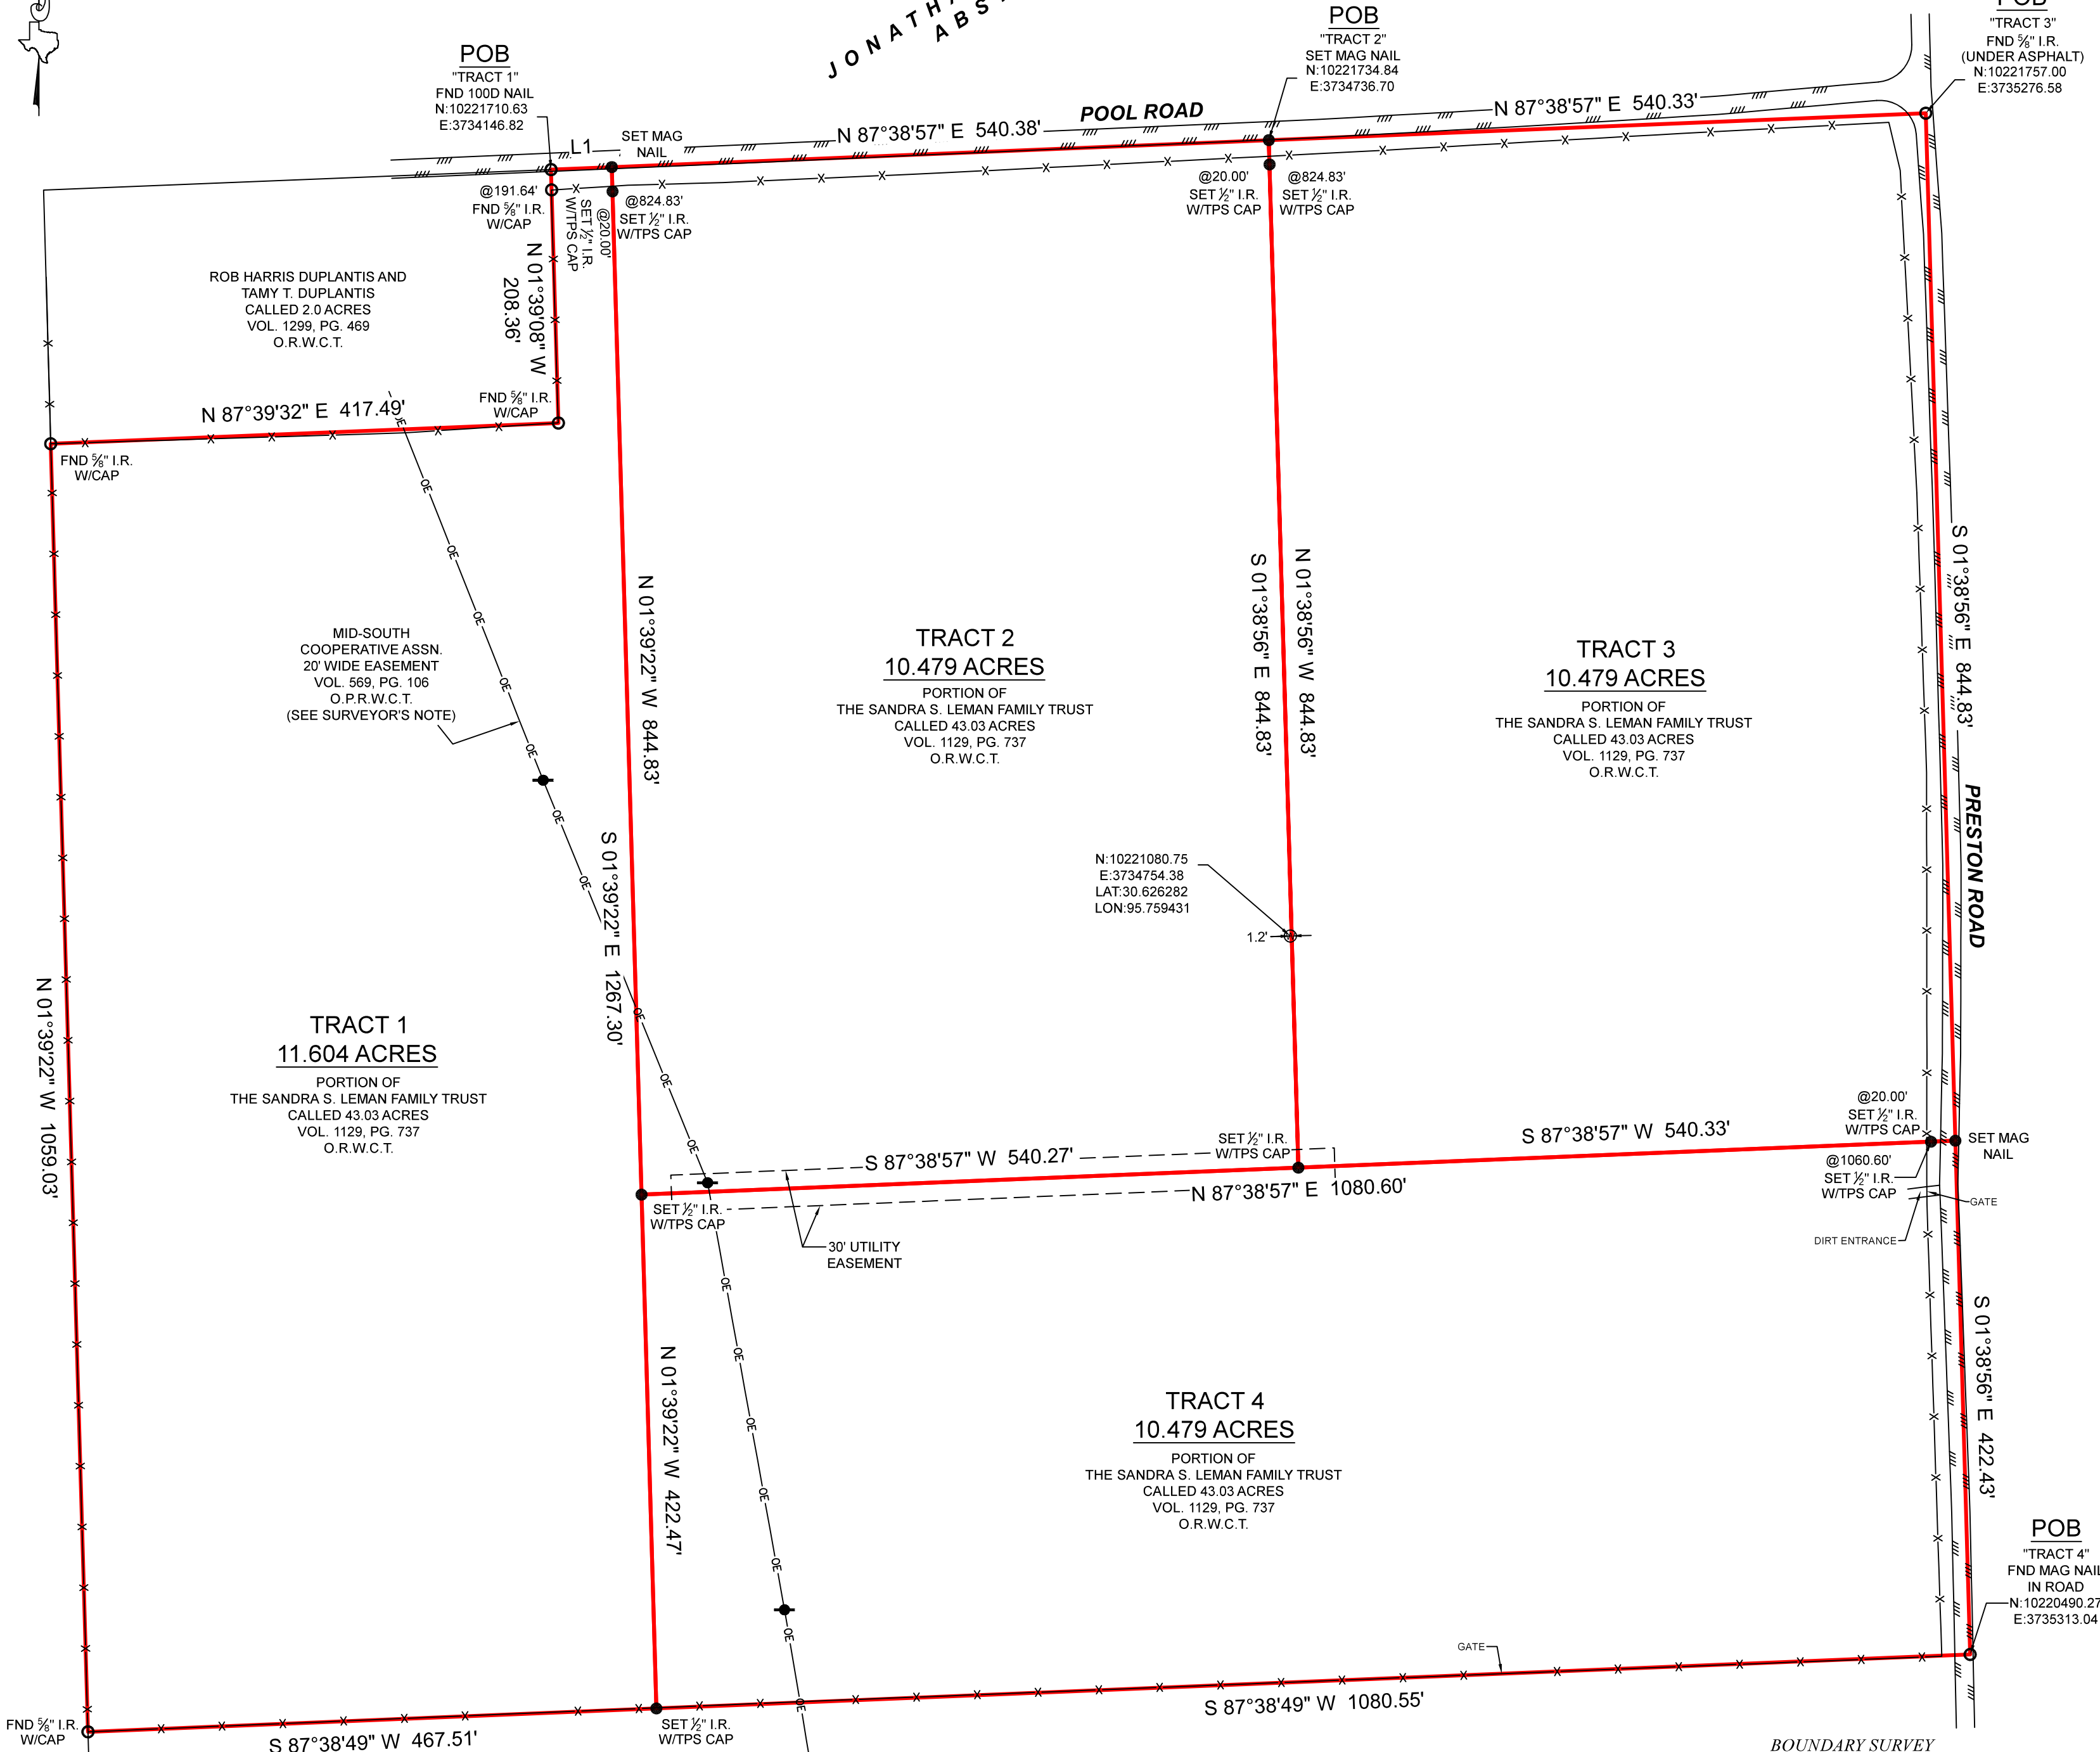 JONATH
ABS
POB
"TRACT 1"
FND 100D NAIL
N:10221710.63
E:3734146.82
POB
"TRACT 2"
SET MAG NAIL
N:10221734.84
E:3734736.70
POB
"TRACT 3"
FND ⅝" I.R.
(UNDER ASPHALT)
N:10221757.00
E:3735276.58
L1
SET MAG
NAIL
N 87°38'57" E 540.38'
POOL ROAD
N 87°38'57" E 540.33'
@191.64'
FND ⅝" I.R.
W/CAP
@20.00'
SET ½" I.R.
W/TPS CAP
@824.83'
SET ½" I.R.
W/TPS CAP
@20.00'
SET ½" I.R.
W/TPS CAP
@824.83'
SET ½" I.R.
W/TPS CAP
N 01°39'08" W
208.36'
ROB HARRIS DUPLANTIS AND
TAMY T. DUPLANTIS
CALLED 2.0 ACRES
VOL. 1299, PG. 469
O.R.W.C.T.
FND ⅝" I.R.
W/CAP
N 87°39'32" E 417.49'
FND ⅝" I.R.
W/CAP
MID-SOUTH
COOPERATIVE ASSN.
20' WIDE EASEMENT
VOL. 569, PG. 106
O.P.R.W.C.T.
(SEE SURVEYOR'S NOTE)
N 01°39'22" W 844.83'
S 01°39'22" E 1267.30'
TRACT 2
10.479 ACRES
PORTION OF
THE SANDRA S. LEMAN FAMILY TRUST
CALLED 43.03 ACRES
VOL. 1129, PG. 737
O.R.W.C.T.
S 01°38'56" E 844.83'
N 01°38'56" W 844.83'
TRACT 3
10.479 ACRES
PORTION OF
THE SANDRA S. LEMAN FAMILY TRUST
CALLED 43.03 ACRES
VOL. 1129, PG. 737
O.R.W.C.T.
S 01°38'56" E 844.83'
PRESTON ROAD
N:10221080.75
E:3734754.38
LAT:30.626282
LON:95.759431
1.2'
N 01°39'22" W 1059.03'
TRACT 1
11.604 ACRES
PORTION OF
THE SANDRA S. LEMAN FAMILY TRUST
CALLED 43.03 ACRES
VOL. 1129, PG. 737
O.R.W.C.T.
S 87°38'57" W 540.27'
SET ½" I.R.
W/TPS CAP
S 87°38'57" W 540.33'
@20.00'
SET ½" I.R.
W/TPS CAP
SET MAG
NAIL
@1060.60'
SET ½" I.R.
W/TPS CAP
GATE
DIRT ENTRANCE
N 87°38'57" E 1080.60'
SET ½" I.R.
W/TPS CAP
30' UTILITY
EASEMENT
N 01°39'22" W 422.47'
TRACT 4
10.479 ACRES
PORTION OF
THE SANDRA S. LEMAN FAMILY TRUST
CALLED 43.03 ACRES
VOL. 1129, PG. 737
O.R.W.C.T.
S 01°38'56" E 422.43'
POB
"TRACT 4"
FND MAG NAIL
IN ROAD
N:10220490.27
E:3735313.04
GATE
S 87°38'49" W 1080.55'
FND ⅝" I.R.
W/CAP
S 87°38'49" W 467.51'
SET ½" I.R.
W/TPS CAP
BOUNDARY SURVEY